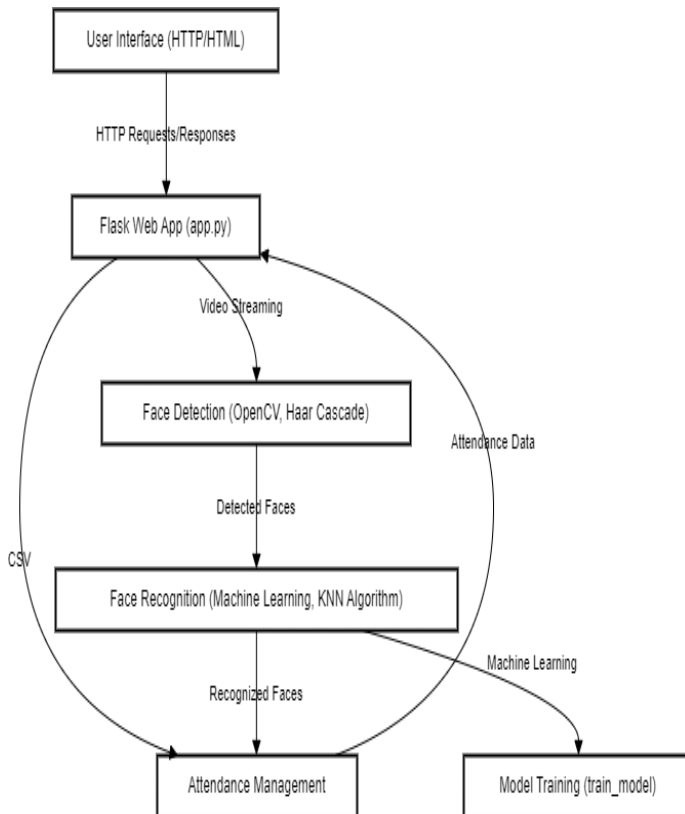 User Interface (HTTP/HTML)
HTTP Requests/Responses
Flask Web App (app.py)
Video Streaming
Face Detection (OpenCV, Haar Cascade)
Attendance Data
Detected Faces
CSV
Face Recognition (Machine Learning, KNN Algorithm)
Machine Learning
Recognized Faces
Attendance Management
Model Training (train_model)